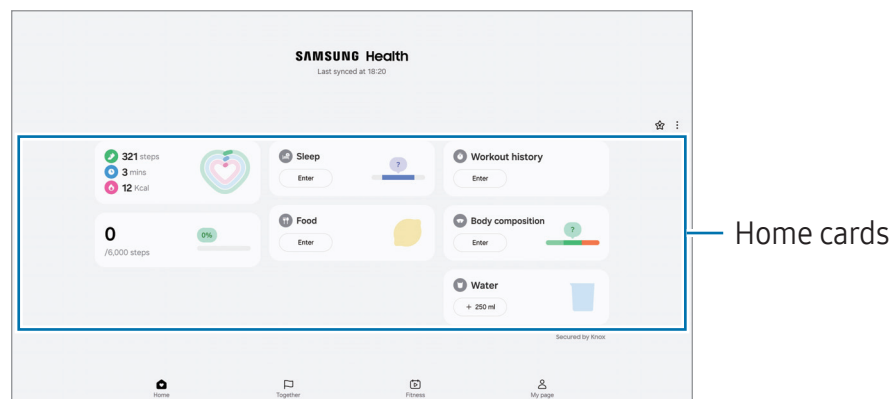 SAMSUNG Health
Last synced at 18:20
321 steps
3 mins
12 Kcal
0
/6,000 steps
0%
Sleep
Enter
?
Food
Enter
Workout history
Enter
Body composition
Enter
?
Water
+ 250 ml
Home cards
Secured by Knox
Home
Together
Fitness
My page